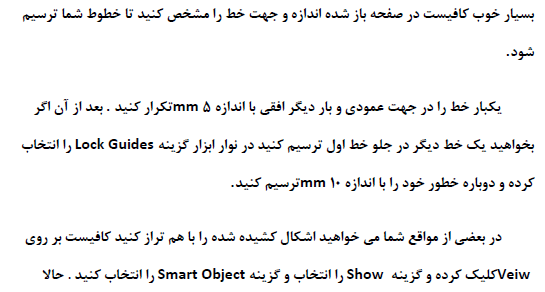 بسیار خوب کافیست در صفحه باز شده اندازه و جهت خط را مشخص کنید تا خطوط شما ترسیم
شود.
یکبار خط را در جهت عمودی و بار دیگر افقی با اندازه ۵ mmتکرار کنید . بعد از آن اگر
بخواهید یک خط دیگر در جلو خط اول ترسیم کنید در نوار ابزار گزینه Lock Guides را انتخاب
کرده و دوباره خطور خود را با اندازه ۱۰ mmترسیم کنید.
در بعضی از مواقع شما می خواهید اشکال کشیده شده را با هم تراز کنید کافیست بر روی
Veiwکلیک کرده و گزینه Show را انتخاب و گزینه Smart Object را انتخاب کنید . حالا